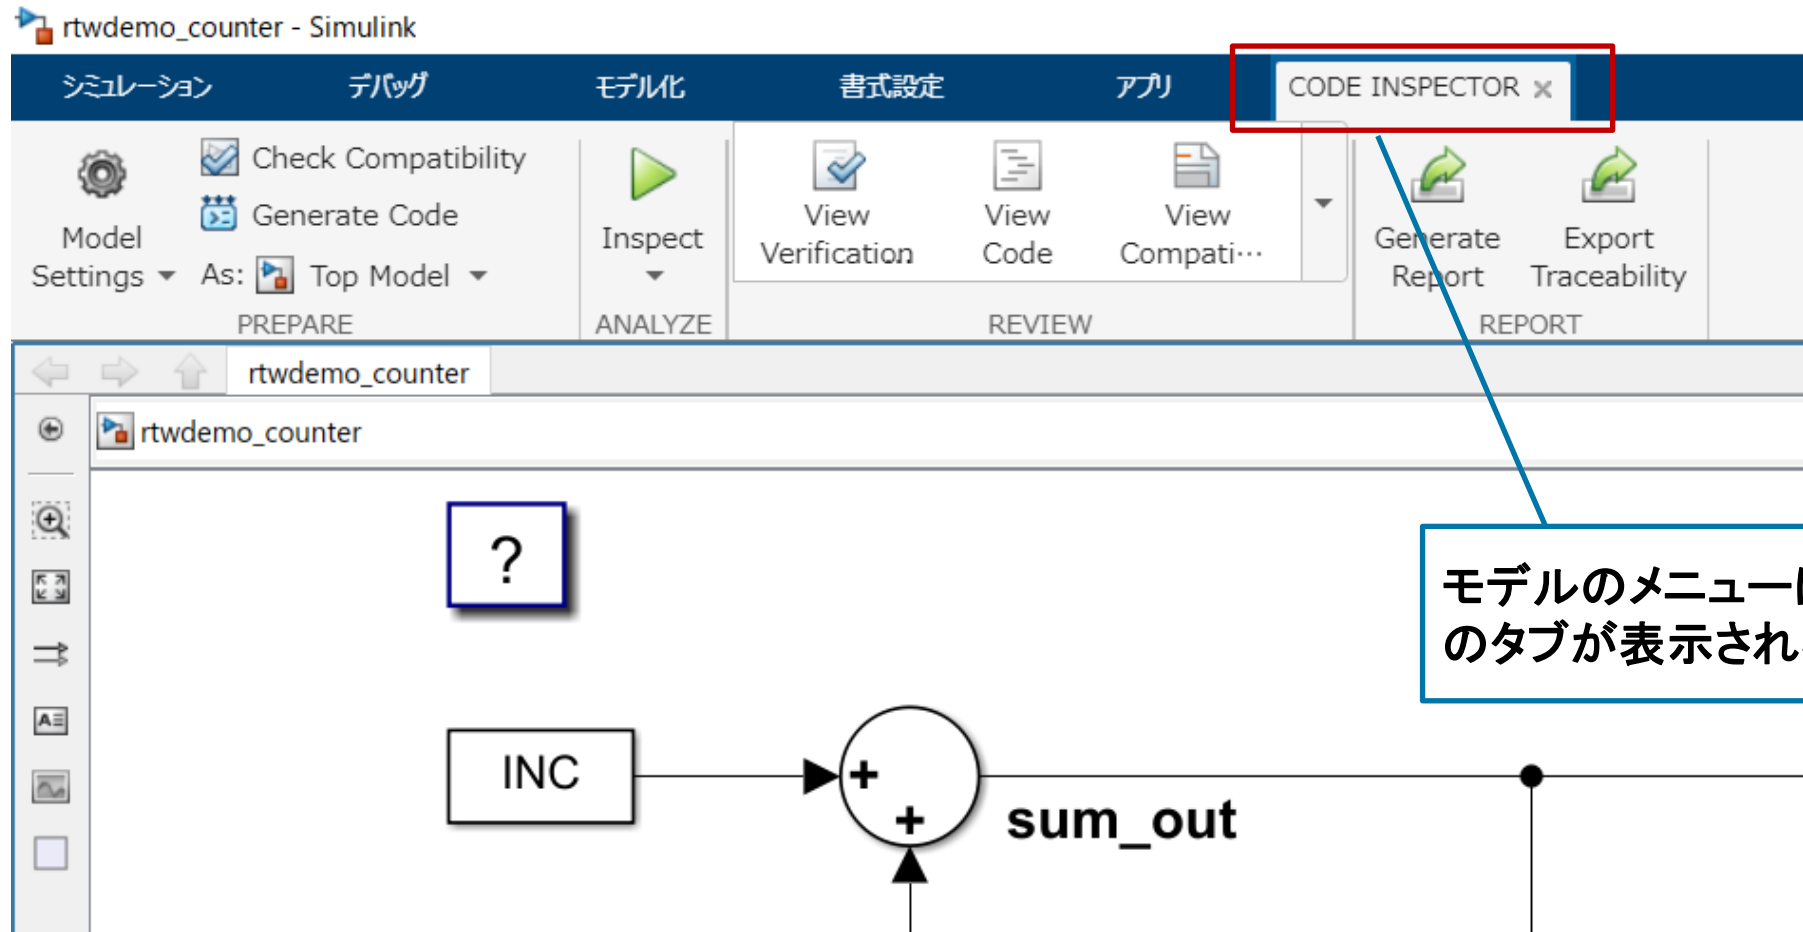 rtwdemo_counter - Simulink
シミュレーション デバッグ モデル化 書式設定 アプリ CODE INSPECTOR ×
Check Compatibility
Generate Code
Model
Settings
As: Top Model
PREPARE
Inspect
ANALYZE
View
Verification
View
Code
View
Compati…
REVIEW
Generate
Report
Export
Traceability
REPORT
rtwdemo_counter
rtwdemo_counter
?
モデルのメニュー
のタブが表示され
INC
+
+
sum_out